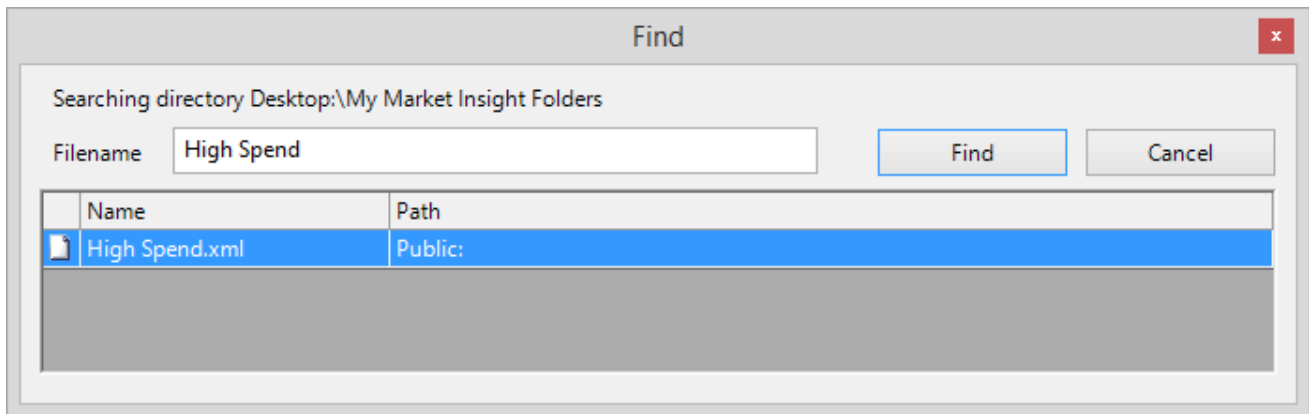 Find
x
Searching directory Desktop:\My Market Insight Folders
Filename High Spend Find Cancel
Name Path
High Spend.xml Public: